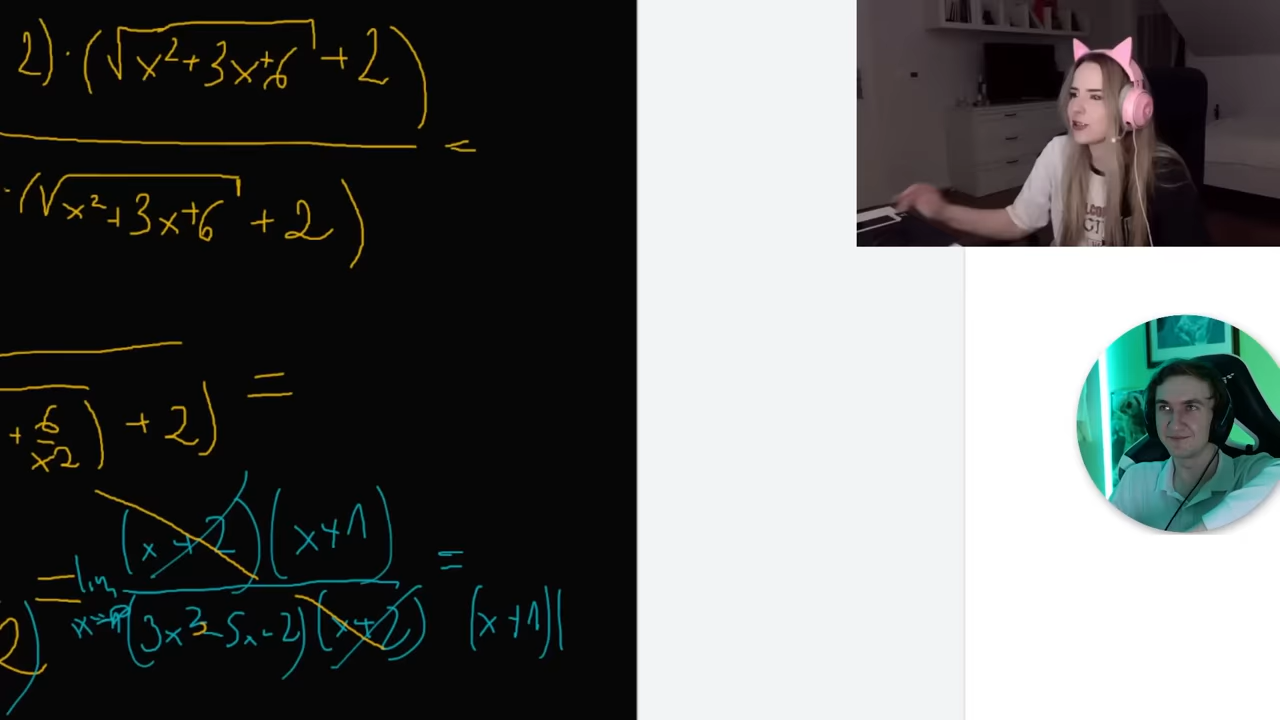 2)·(√x²+3x+6 + 2) =
·(√x²+3x+6 + 2)
+ 6/x2) + 2) =
(x+2)(x+1) =
= lim
x→ (3x²-5x-2)(x+2) (x+1)|
2)